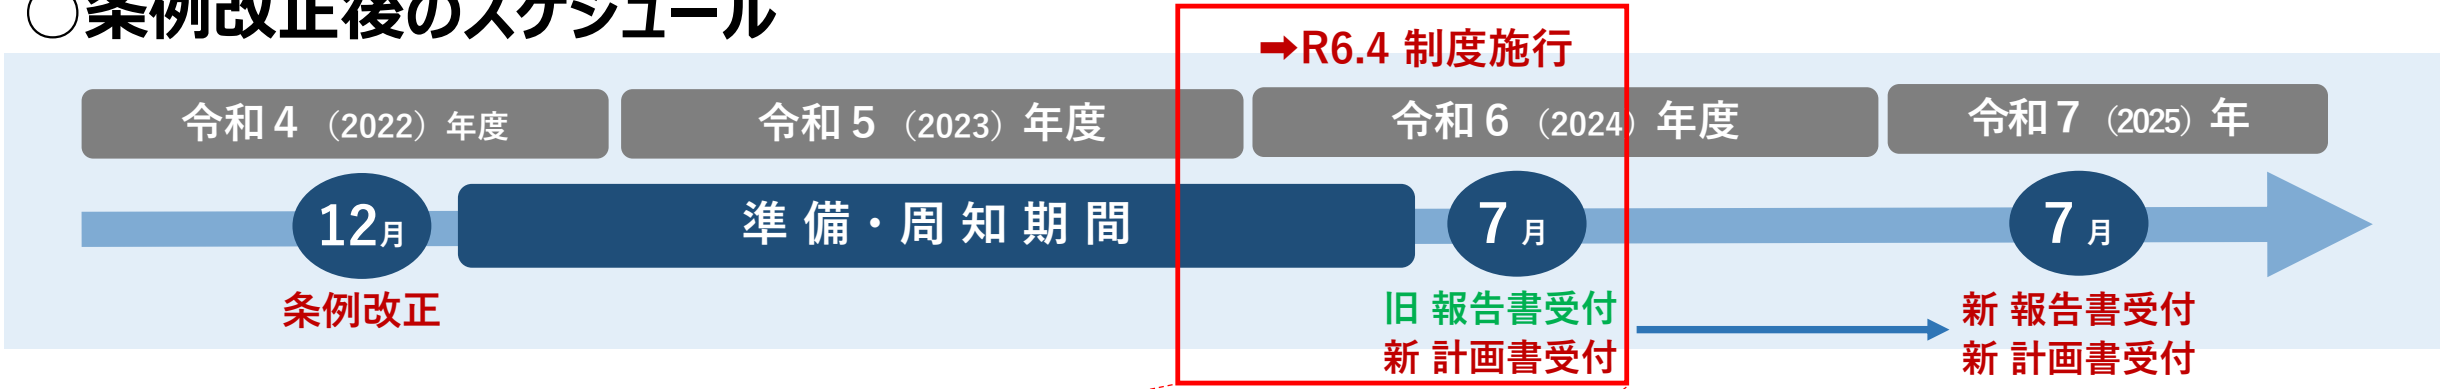 ○条例改正後のスケジュール
➡R6.4 制度施行
令和４（2022）年度
令和５（2023）年度
令和６（2024）年度
令和７（2025）年
12月
準備・周知期間
７月
７月
条例改正
旧 報告書受付
新 計画書受付
新 報告書受付
新 計画書受付